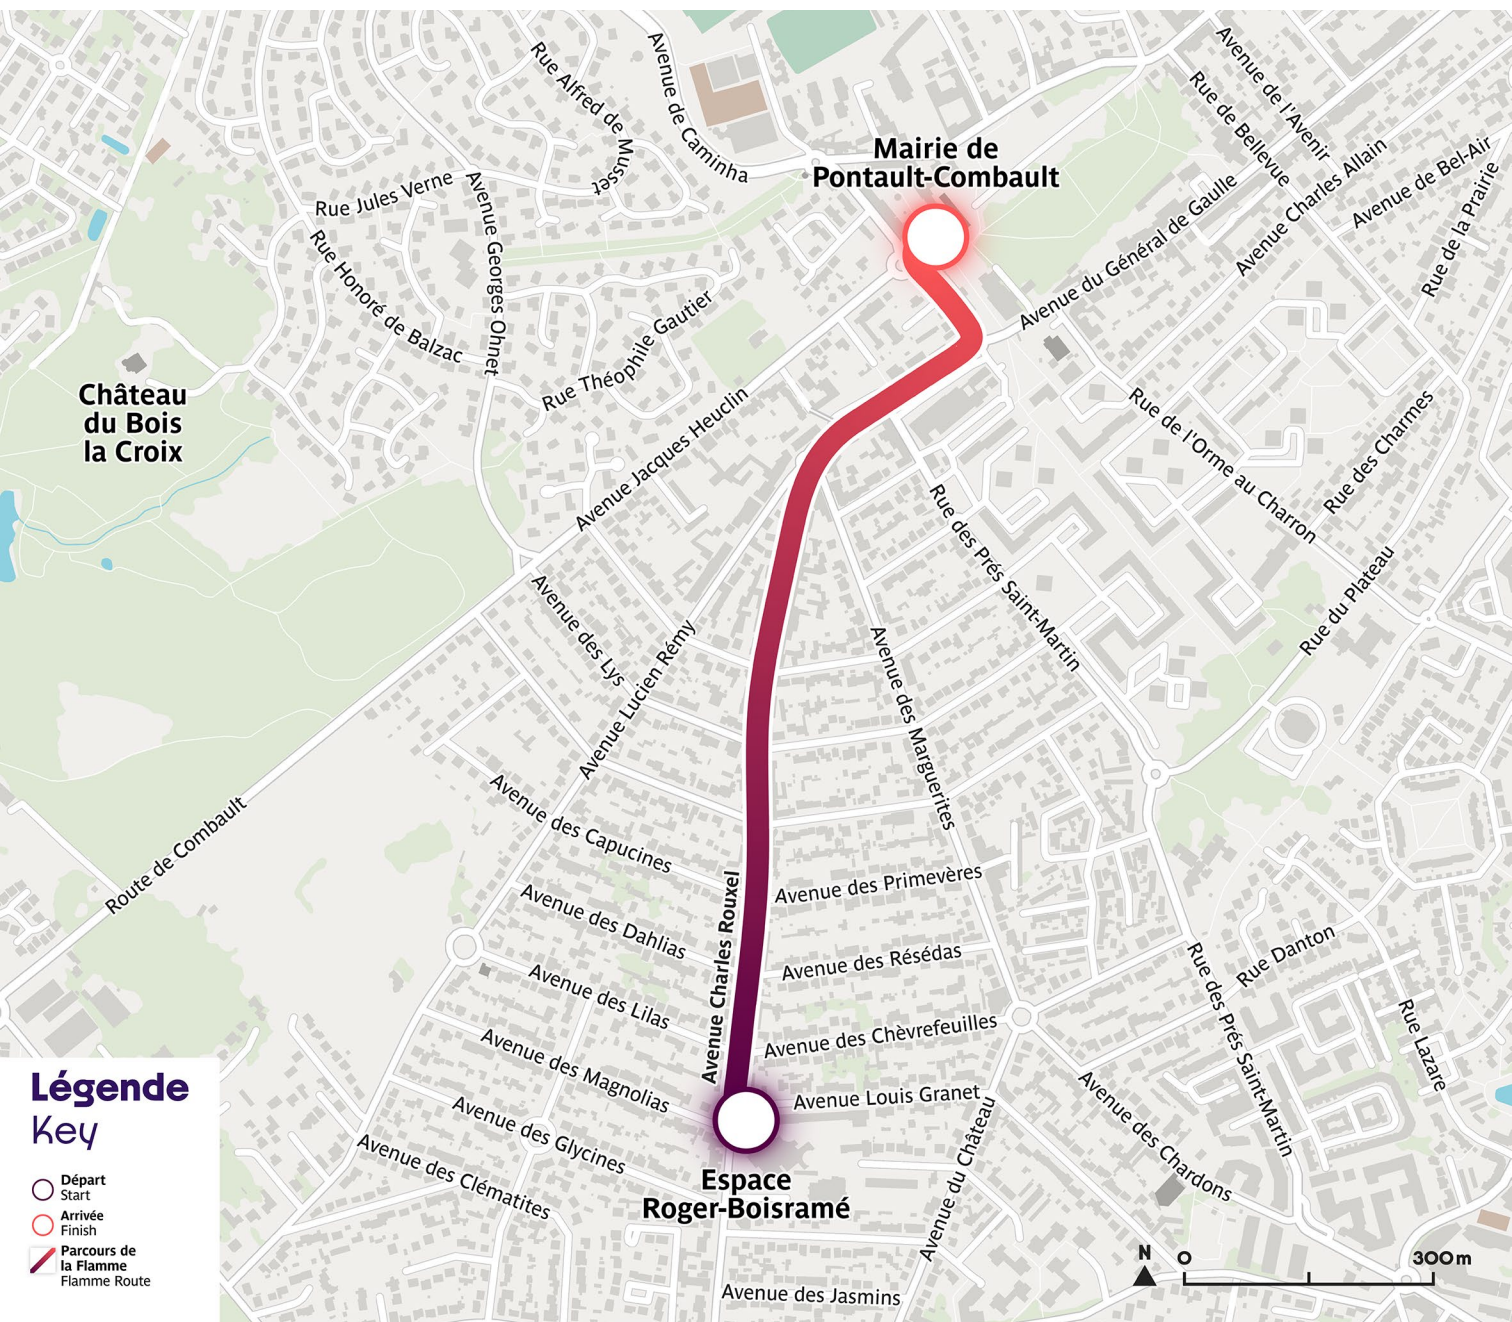 Avenue de l'Avenir
Rue Alfred de Musset
Avenue de Caminha
Rue de Bellevue
Mairie de
Pontault-Combault
Avenue Charles Allain
Avenue de Bel-Air
Rue de la Prairie
Rue Jules Verne
Avenue Georges Ohnet
Avenue du Général de Gaulle
Rue Honoré de Balzac
Rue Théophile Gautier
Château
du Bois
la Croix
Avenue Jacques Heuclin
Rue de l'Orme au Charron
Rue des Charmes
Rue des Prés Saint-Martin
Rue du Plateau
Avenue des Lys
Avenue Lucien Rémy
Avenue des Marguerites
Route de Combault
Avenue des Capucines
Avenue Charles Rouxel
Avenue des Primevères
Avenue des Dahlias
Avenue des Résédas
Rue Danton
Avenue des Lilas
Rue des Prés Saint-Martin
Avenue des Chèvrefeuilles
Rue Lazare
Avenue des Magnolias
Avenue Louis Granet
Avenue des Glycines
Avenue des Chardons
Avenue des Clématites
Avenue du Château
Espace
Roger-Boisramé
Avenue des Jasmins
Légende
Key
Départ
Start
Arrivée
Finish
Parcours de
la Flamme
Flamme Route
N 0 300m